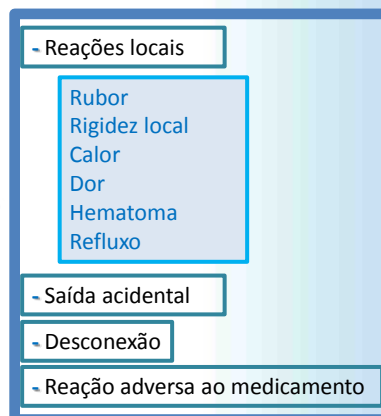 - Reações locais
Rubor
Rigidez local
Calor
Dor
Hematoma
Refluxo
- Saída acidental
- Desconexão
- Reação adversa ao medicamento